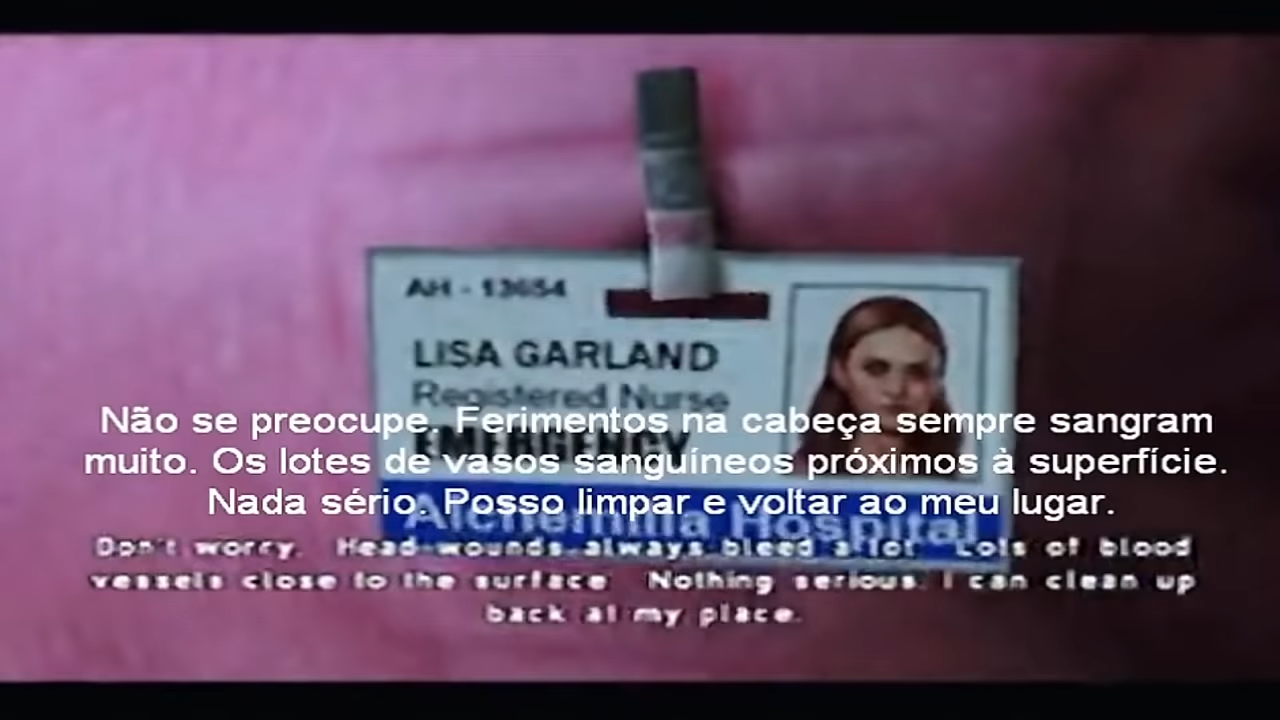 AH - 13654
LISA GARLAND
Registered Nurse
EMERGENCY
Não se preocupe. Ferimentos na cabeça sempre sangram
muito. Os lotes de vasos sanguíneos próximos à superfície.
Nada sério. Posso limpar e voltar ao meu lugar.
Alchemilla Hospital
Don't worry. Head wounds always bleed a lot. Lots of blood
vessels close to the surface. Nothing serious. I can clean up
back at my place.